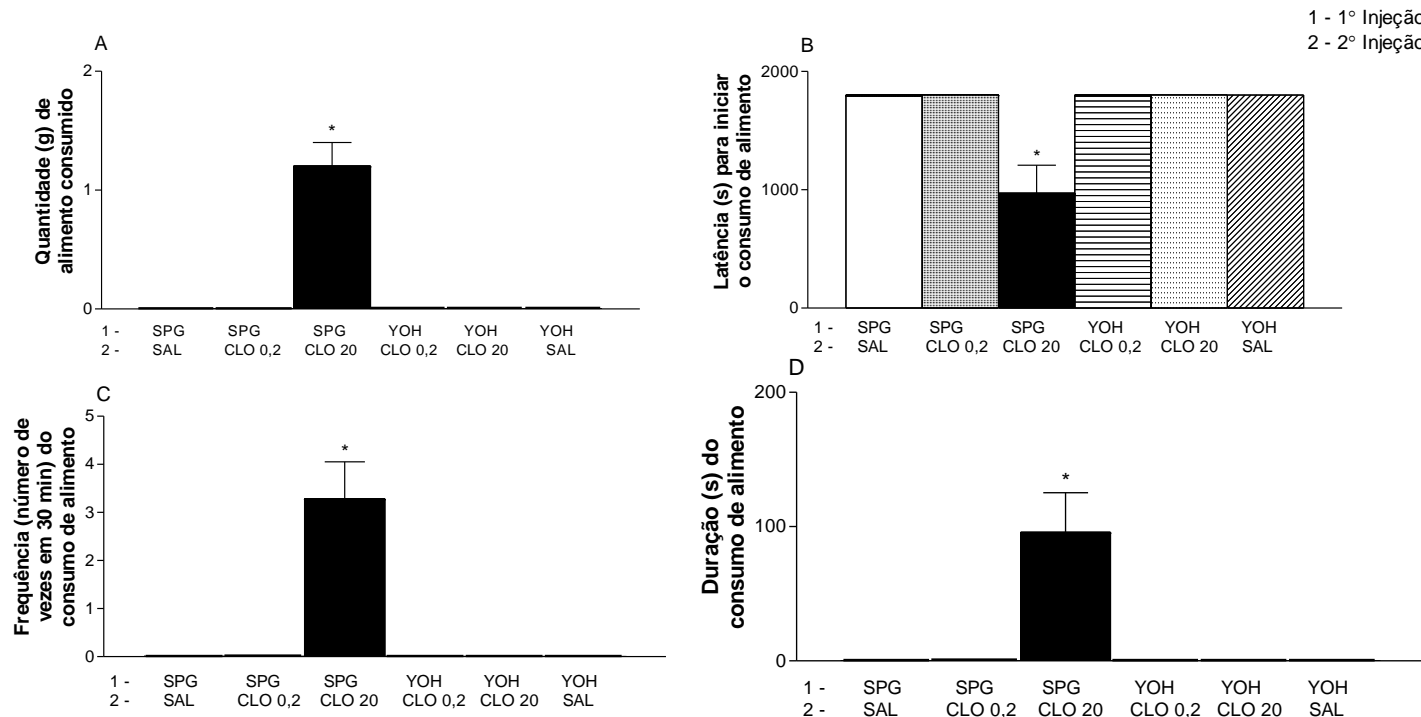 1 - 1° Injeção
2 - 2° Injeção
A
Quantidade (g) de
alimento consumido
2
1
0
*
1 - SPG SPG SPG YOH YOH YOH
2 - SAL CLO 0,2 CLO 20 CLO 0,2 CLO 20 SAL
B
Latência (s) para iniciar
o consumo de alimento
2000
1000
0
*
1 - SPG SPG SPG YOH YOH YOH
2 - SAL CLO 0,2 CLO 20 CLO 0,2 CLO 20 SAL
C
Frequência (número de
vezes em 30 min) do
consumo de alimento
5
4
3
2
1
0
*
1 - SPG SPG SPG YOH YOH YOH
2 - SAL CLO 0,2 CLO 20 CLO 0,2 CLO 20 SAL
D
Duração (s) do
consumo de alimento
200
100
0
*
1 - SPG SPG SPG YOH YOH YOH
2 - SAL CLO 0,2 CLO 20 CLO 0,2 CLO 20 SAL